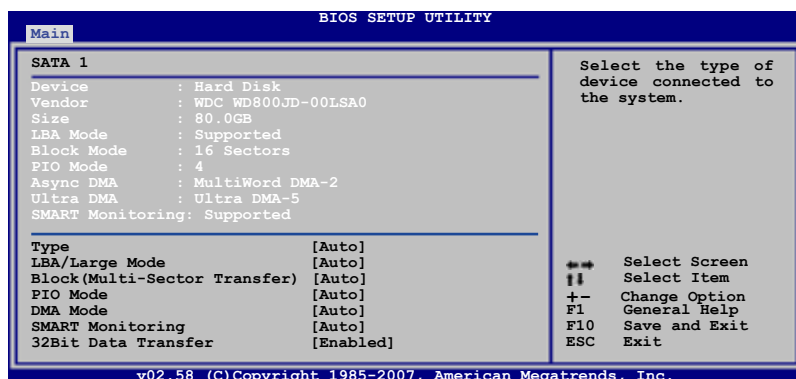 BIOS SETUP UTILITY
Main
SATA 1
Device : Hard Disk
Vendor : WDC WD800JD-00LSA0
Size : 80.0GB
LBA Mode : Supported
Block Mode : 16 Sectors
PIO Mode : 4
Async DMA : MultiWord DMA-2
Ultra DMA : Ultra DMA-5
SMART Monitoring: Supported
Type [Auto]
LBA/Large Mode [Auto]
Block(Multi-Sector Transfer) [Auto]
PIO Mode [Auto]
DMA Mode [Auto]
SMART Monitoring [Auto]
32Bit Data Transfer [Enabled]
Select the type of
device connected to
the system.
←→ Select Screen
↑↓ Select Item
+- Change Option
F1 General Help
F10 Save and Exit
ESC Exit
v02.58 (C)Copyright 1985-2007, American Megatrends, Inc.